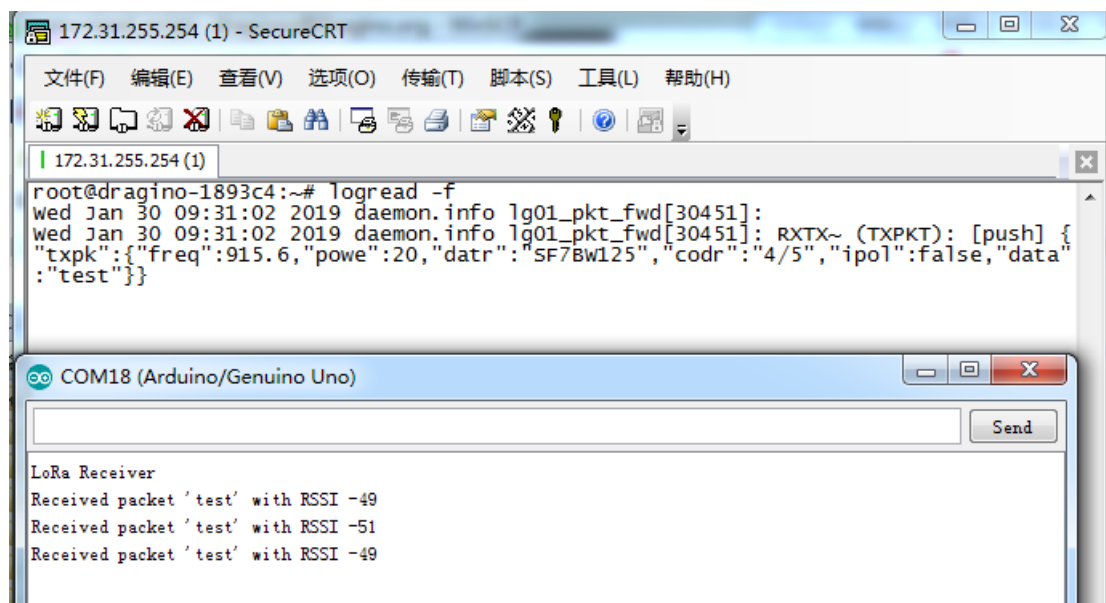 172.31.255.254 (1) - SecureCRT
文件(F) 编辑(E) 查看(V) 选项(O) 传输(T) 脚本(S) 工具(L) 帮助(H)
172.31.255.254 (1)
root@dragino-1893c4:~# logread -f
Wed Jan 30 09:31:02 2019 daemon.info lg01_pkt_fwd[30451]:
Wed Jan 30 09:31:02 2019 daemon.info lg01_pkt_fwd[30451]: RXTX~ (TXPKT): [push] {
"txpk":{"freq":915.6,"powe":20,"datr":"SF7BW125","codr":"4/5","ipol":false,"data"
:"test"}}
COM18 (Arduino/Genuino Uno)
Send
LoRa Receiver
Received packet 'test' with RSSI -49
Received packet 'test' with RSSI -51
Received packet 'test' with RSSI -49